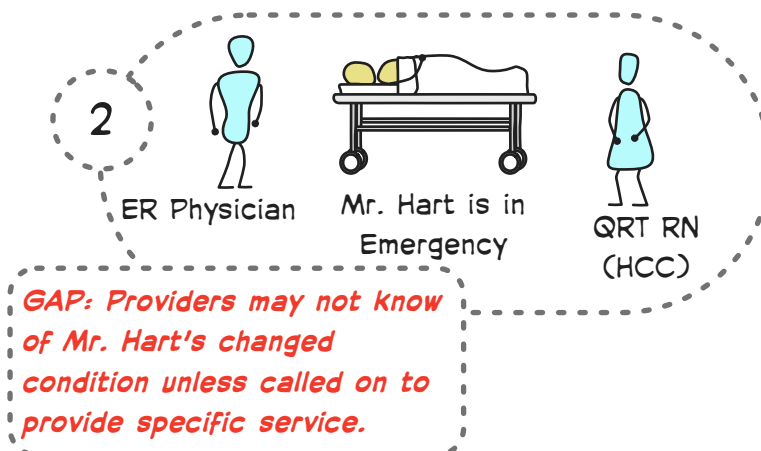 2
ER Physician
Mr. Hart is in
Emergency
QRT RN
(HCC)
GAP: Providers may not know
of Mr. Hart's changed
condition unless called on to
provide specific service.